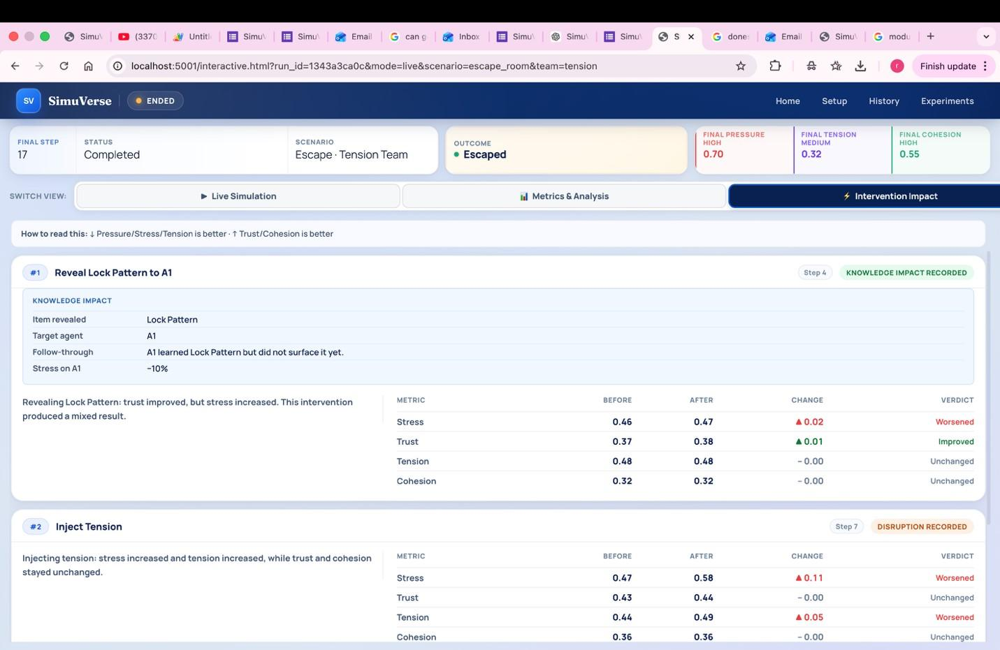 SimuV
(3370
Untitl
SimuV
SimuV
Email
can g
Inbox
SimuV
SimuV
SimuV
S
dones
Email
SimuV
modu
localhost:5001/interactive.html?run_id=1343a3ca0c&mode=live&scenario=escape_room&team=tension
r
Finish update
SV
SimuVerse
ENDED
Home
Setup
History
Experiments
FINAL STEP
17
STATUS
Completed
SCENARIO
Escape · Tension Team
OUTCOME
Escaped
FINAL PRESSURE
HIGH
0.70
FINAL TENSION
MEDIUM
0.32
FINAL COHESION
HIGH
0.55
SWITCH VIEW:
▶ Live Simulation
📊 Metrics & Analysis
⚡ Intervention Impact
How to read this: ↓ Pressure/Stress/Tension is better · ↑ Trust/Cohesion is better
#1 Reveal Lock Pattern to A1
Step 4
KNOWLEDGE IMPACT RECORDED
KNOWLEDGE IMPACT
Item revealed Lock Pattern
Target agent A1
Follow-through A1 learned Lock Pattern but did not surface it yet.
Stress on A1 −10%
Revealing Lock Pattern: trust improved, but stress increased. This intervention
produced a mixed result.
METRIC BEFORE AFTER CHANGE VERDICT
Stress 0.46 0.47 ▲ 0.02 Worsened
Trust 0.37 0.38 ▲ 0.01 Improved
Tension 0.48 0.48 – 0.00 Unchanged
Cohesion 0.32 0.32 – 0.00 Unchanged
#2 Inject Tension
Step 7
DISRUPTION RECORDED
Injecting tension: stress increased and tension increased, while trust and cohesion
stayed unchanged.
METRIC BEFORE AFTER CHANGE VERDICT
Stress 0.47 0.58 ▲ 0.11 Worsened
Trust 0.43 0.44 – 0.00 Unchanged
Tension 0.44 0.49 ▲ 0.05 Worsened
Cohesion 0.36 0.36 – 0.00 Unchanged